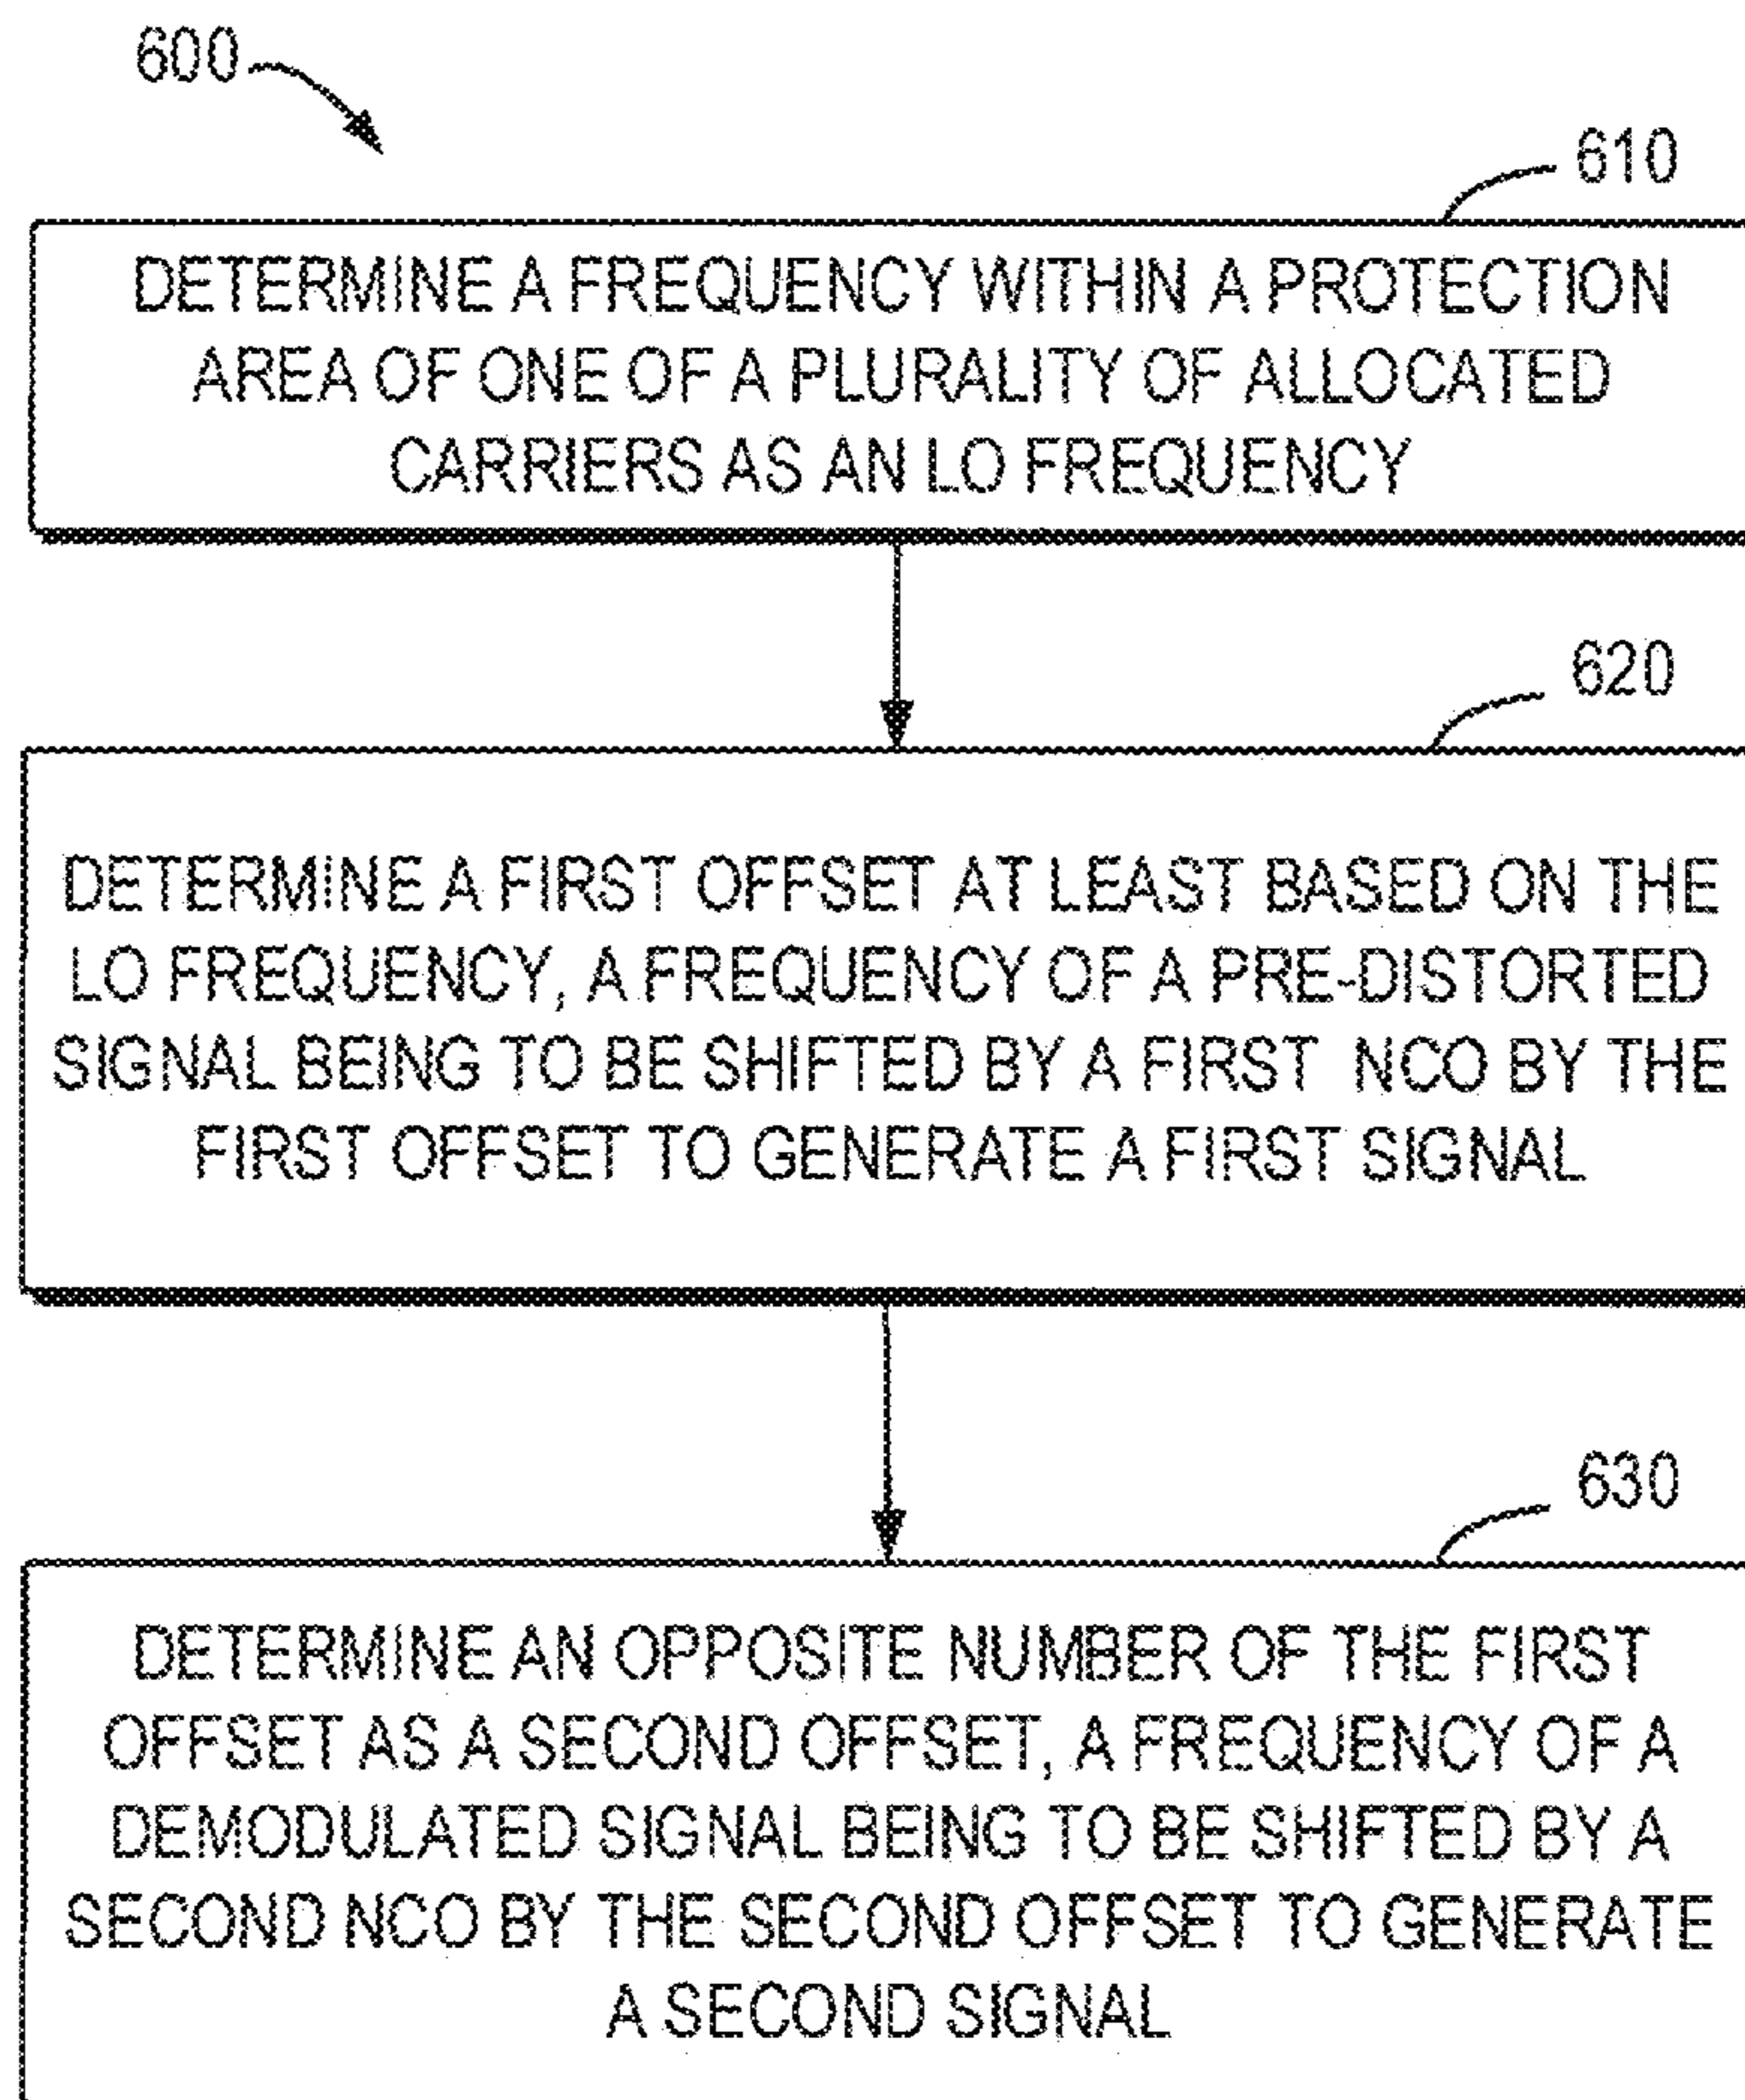 600
610
DETERMINE A FREQUENCY WITHIN A PROTECTION
AREA OF ONE OF A PLURALITY OF ALLOCATED
CARRIERS AS AN LO FREQUENCY
620
DETERMINE A FIRST OFFSET AT LEAST BASED ON THE
LO FREQUENCY, A FREQUENCY OF A PRE-DISTORTED
SIGNAL BEING TO BE SHIFTED BY A FIRST NCO BY THE
FIRST OFFSET TO GENERATE A FIRST SIGNAL
630
DETERMINE AN OPPOSITE NUMBER OF THE FIRST
OFFSET AS A SECOND OFFSET, A FREQUENCY OF A
DEMODULATED SIGNAL BEING TO BE SHIFTED BY A
SECOND NCO BY THE SECOND OFFSET TO GENERATE
A SECOND SIGNAL